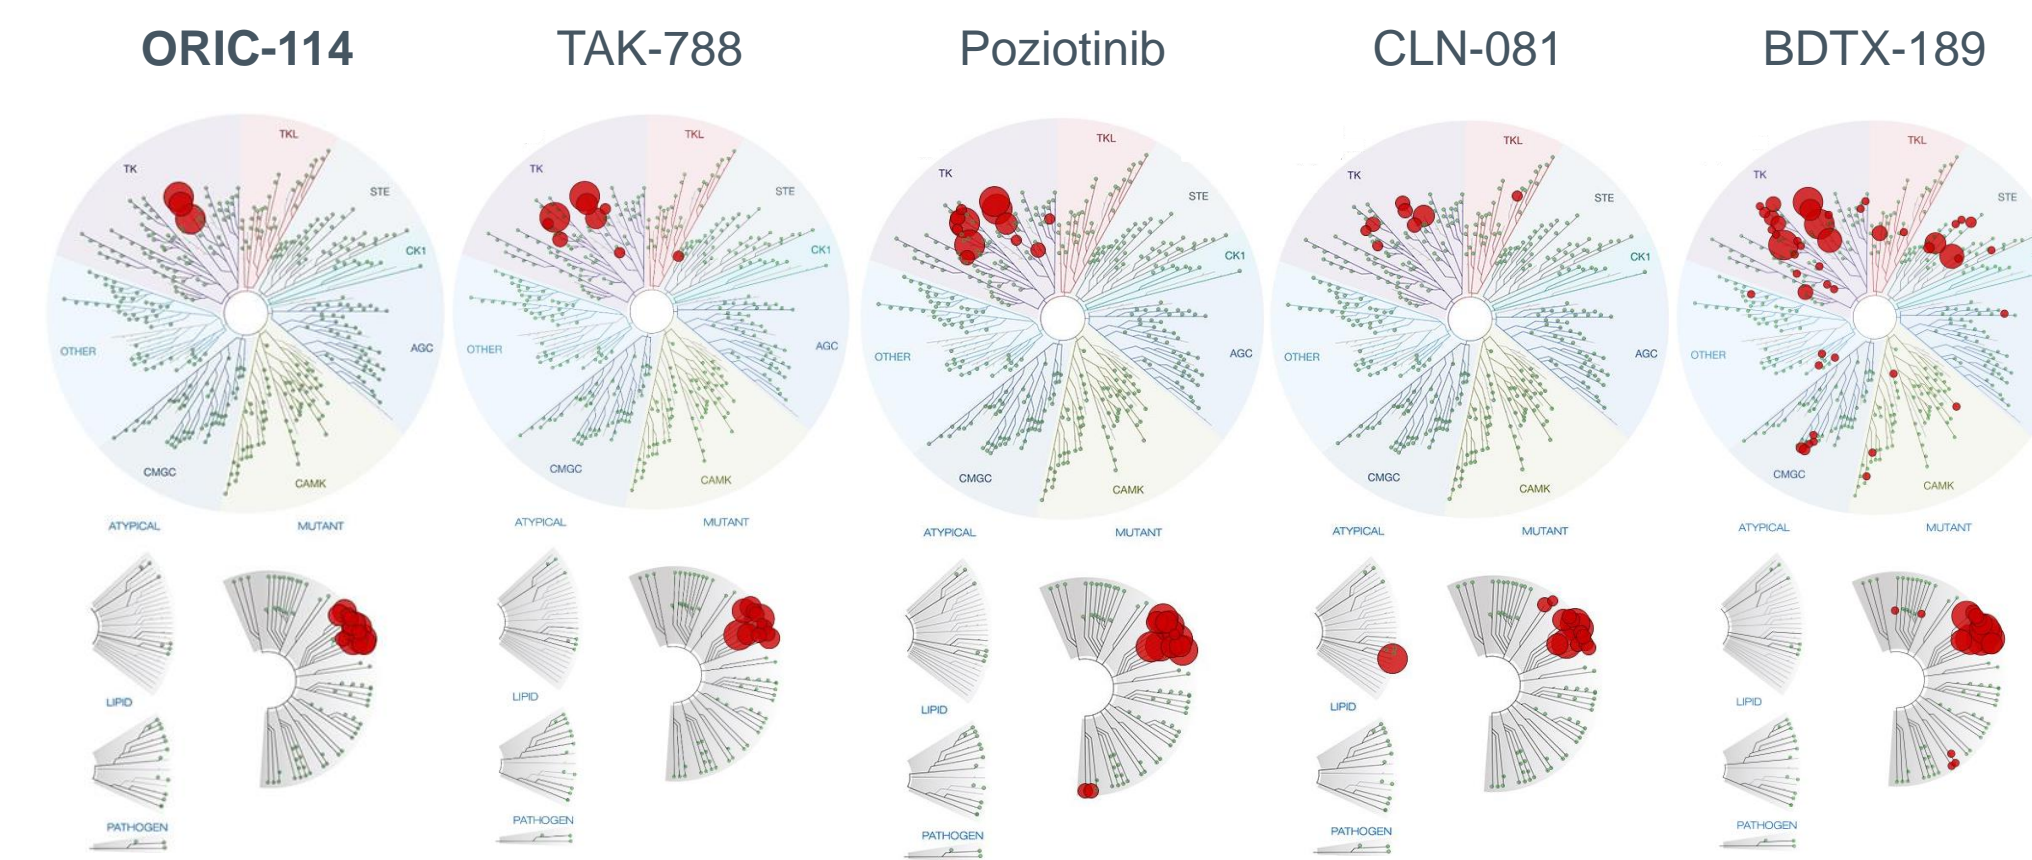 ORIC-114 TAK-788 Poziotinib CLN-081 BDTX-189
TKL TKL TKL TKL TKL
TK TK TK TK TK
STE STE STE STE STE
CK1 CK1 CK1 CK1
OTHER AGC OTHER AGC OTHER AGC OTHER AGC OTHER
CMGC CAMK CMGC CAMK CMGC CAMK CMGC CAMK CMGC CAMK
ATYPICAL MUTANT ATYPICAL MUTANT ATYPICAL MUTANT ATYPICAL MUTANT ATYPICAL MUTANT
LIPID LIPID LIPID LIPID LIPID
PATHOGEN PATHOGEN PATHOGEN PATHOGEN PATHOGEN